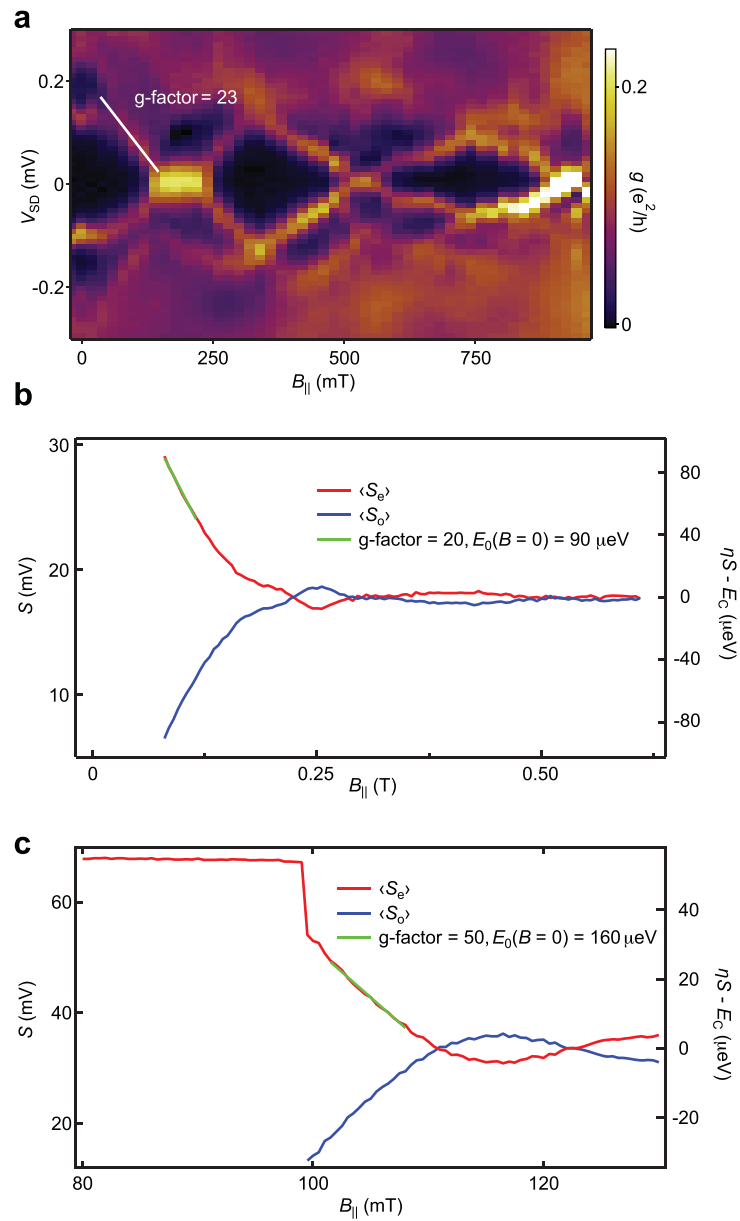 a
g-factor = 23
0.2
0
-0.2
V_SD (mV)
0
250
500
750
B_|| (mT)
0.2
0
g (e²/h)
b
30
20
10
S (mV)
⟨S_e⟩
⟨S_o⟩
g-factor = 20, E_0(B = 0) = 90 µeV
80
40
0
-40
-80
ηS - E_C (µeV)
0
0.25
0.50
B_|| (T)
c
60
40
20
S (mV)
⟨S_e⟩
⟨S_o⟩
g-factor = 50, E_0(B = 0) = 160 µeV
40
20
0
-20
ηS - E_C (µeV)
80
100
120
B_|| (mT)